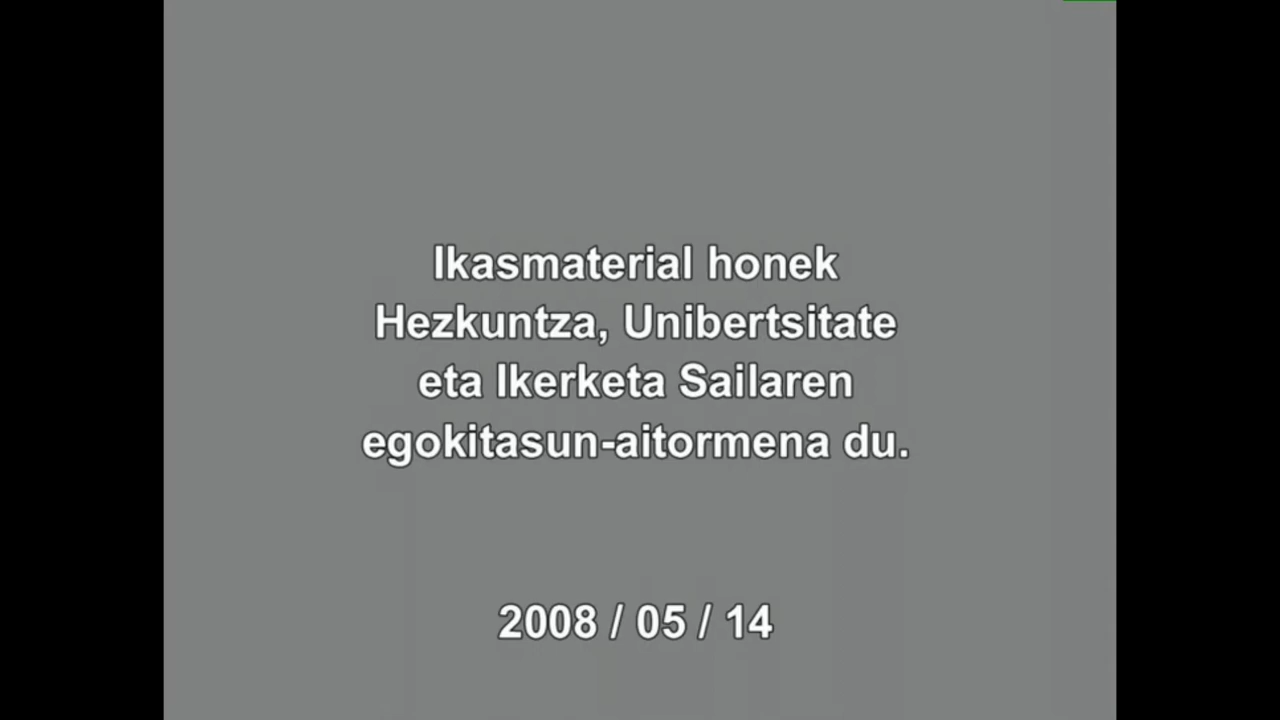 Ikasmaterial honek
Hezkuntza, Unibertsitate
eta Ikerketa Sailaren
egokitasun-aitormena du.
2008 / 05 / 14